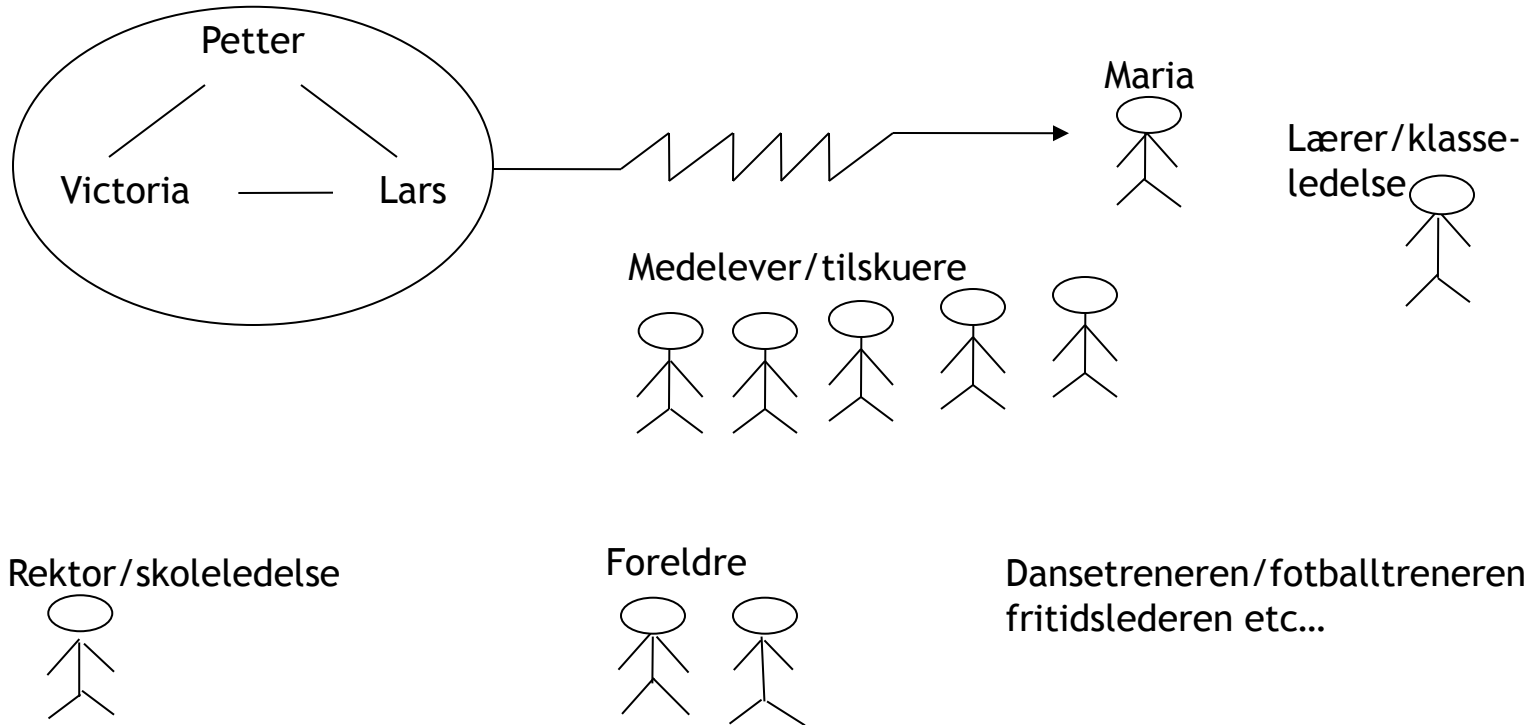 Petter
Victoria
Lars
Maria
Lærer/klasse-
ledelse
Medelever/tilskuere
Rektor/skoleledelse
Foreldre
Dansetreneren/fotballtreneren
fritidslederen etc…